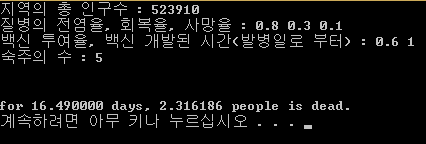 지역의 총 인구수 : 523910
질병의 전염율, 회복율, 사망율 : 0.8 0.3 0.1
백신 투여율, 백신 개발된 시간(발병일로 부터) : 0.6 1
숙주의 수 : 5
for 16.490000 days, 2.316186 people is dead.
계속하려면 아무 키나 누르십시오 . . .